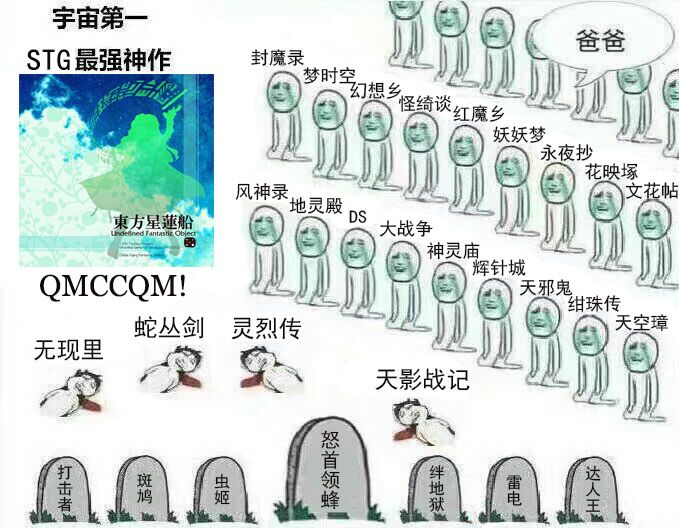 宇宙第一
STG最强神作
東方星蓮船
Undefined Fantastic Object
QMCCQM!
爸爸
封魔录
梦时空
幻想乡
怪绮谈
红魔乡
妖妖梦
永夜抄
花映塚
文花帖
风神录
地灵殿
DS
大战争
神灵庙
辉针城
天邪鬼
绀珠传
天空璋
无现里
蛇丛剑
灵烈传
天影战记
打击者
斑鸠
虫姬
怒首领蜂
绊地狱
雷电
达人王